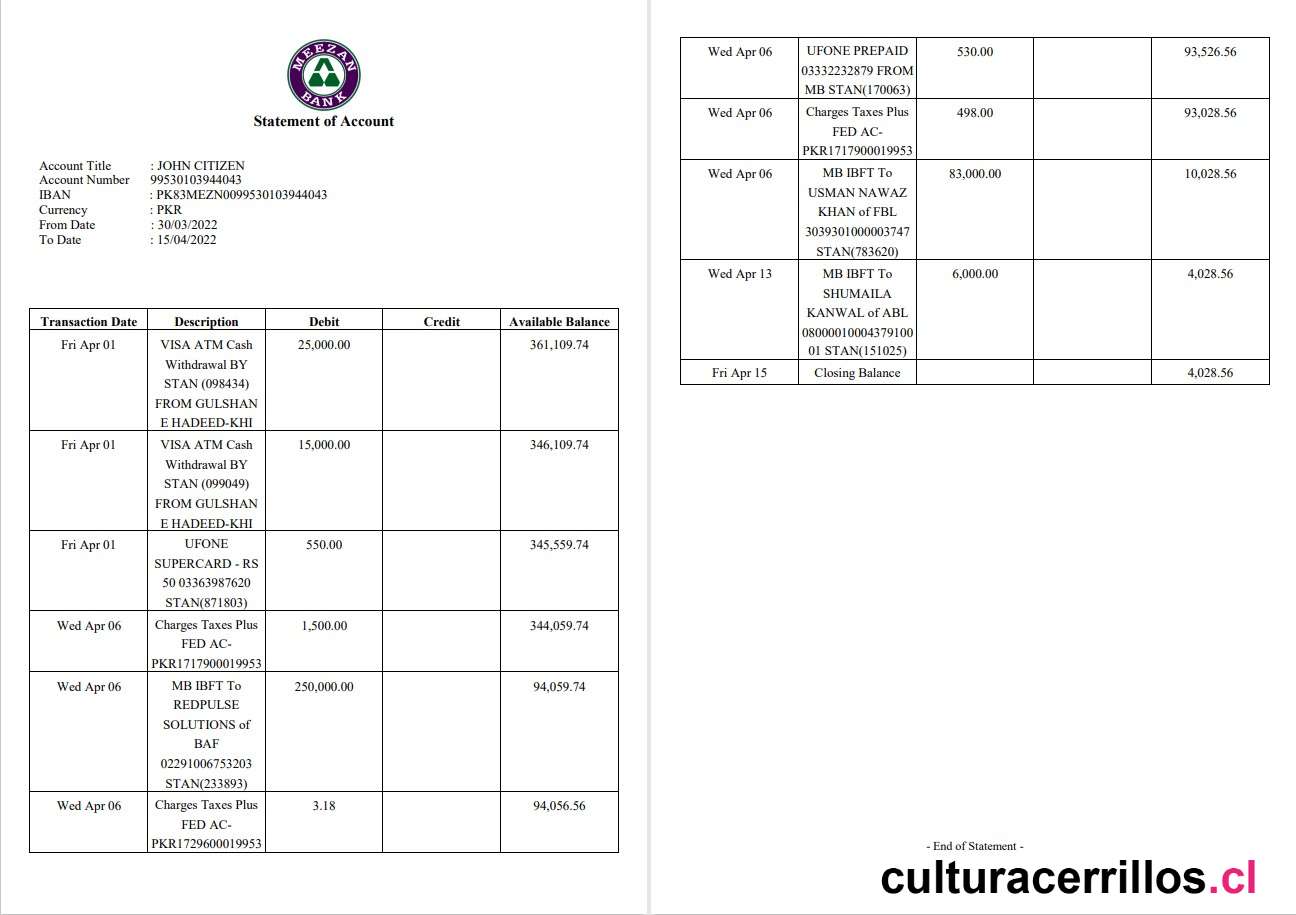 MEEZAN
BANK
Statement of Account
Account Title : JOHN CITIZEN
Account Number 99530103944043
IBAN : PK83MEZN0099530103944043
Currency : PKR
From Date : 30/03/2022
To Date : 15/04/2022
Transaction Date Description Debit Credit Available Balance
Fri Apr 01 VISA ATM Cash 25,000.00 361,109.74
Withdrawal BY
STAN (098434)
FROM GULSHAN
E HADEED-KHI
Fri Apr 01 VISA ATM Cash 15,000.00 346,109.74
Withdrawal BY
STAN (099049)
FROM GULSHAN
E HADEED-KHI
Fri Apr 01 UFONE 550.00 345,559.74
SUPERCARD - RS
50 03363987620
STAN(871803)
Wed Apr 06 Charges Taxes Plus 1,500.00 344,059.74
FED AC-
PKR1717900019953
Wed Apr 06 MB IBFT To 250,000.00 94,059.74
REDPULSE
SOLUTIONS of
BAF
02291006753203
STAN(233893)
Wed Apr 06 Charges Taxes Plus 3.18 94,056.56
FED AC-
PKR1729600019953
Wed Apr 06 UFONE PREPAID 530.00 93,526.56
03332232879 FROM
MB STAN(170063)
Wed Apr 06 Charges Taxes Plus 498.00 93,028.56
FED AC-
PKR1717900019953
Wed Apr 06 MB IBFT To 83,000.00 10,028.56
USMAN NAWAZ
KHAN of FBL
3039301000003747
STAN(783620)
Wed Apr 13 MB IBFT To 6,000.00 4,028.56
SHUMAILA
KANWAL of ABL
08000010004379100
01 STAN(151025)
Fri Apr 15 Closing Balance 4,028.56
- End of Statement -
culturacerrillos.cl